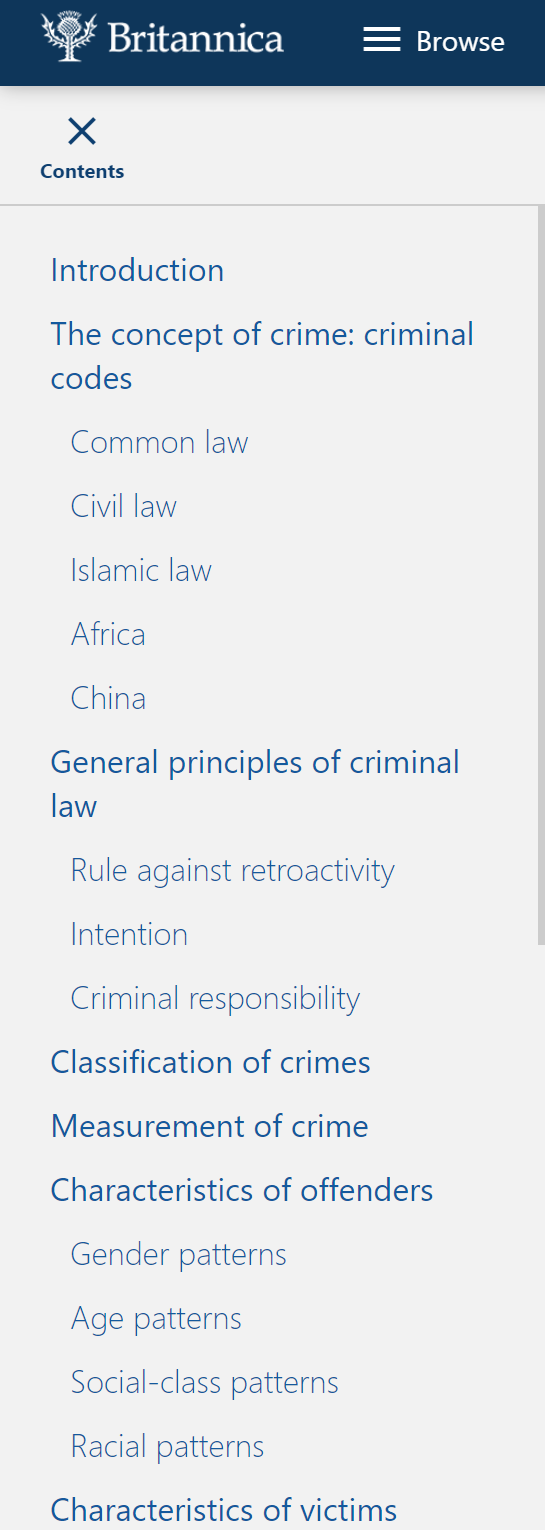 Britannica Browse
Contents
Introduction
The concept of crime: criminal
codes
Common law
Civil law
Islamic law
Africa
China
General principles of criminal
law
Rule against retroactivity
Intention
Criminal responsibility
Classification of crimes
Measurement of crime
Characteristics of offenders
Gender patterns
Age patterns
Social-class patterns
Racial patterns
Characteristics of victims